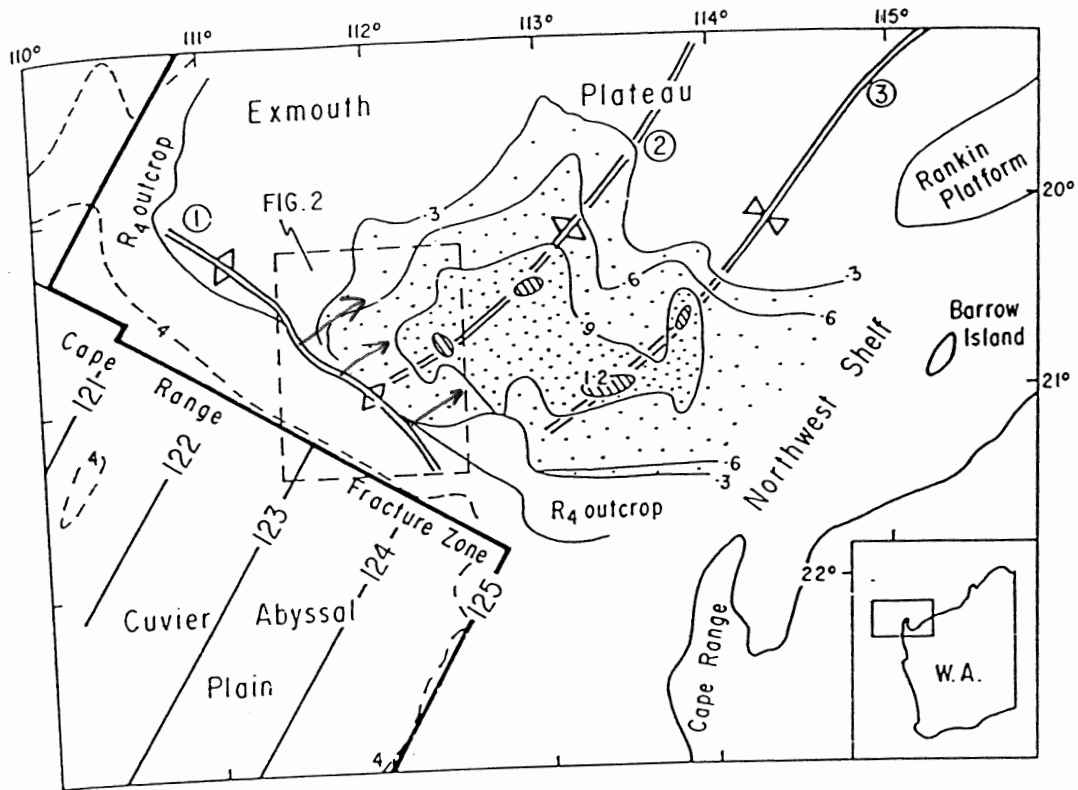 110°
111°
112°
113°
114°
115°
Exmouth
Plateau
②
③
R4 outcrop
Rankin
Platform
FIG. 2
①
20°
·3
·6
·3
·6
9
4
Barrow
Island
Cape
Range
Fracture Zone
12
21°
Northwest Shelf
121
122
123
124
125
4
·6
·3
R4 outcrop
22°
Cuvier Abyssal
Plain
Cape Range
W. A.
4